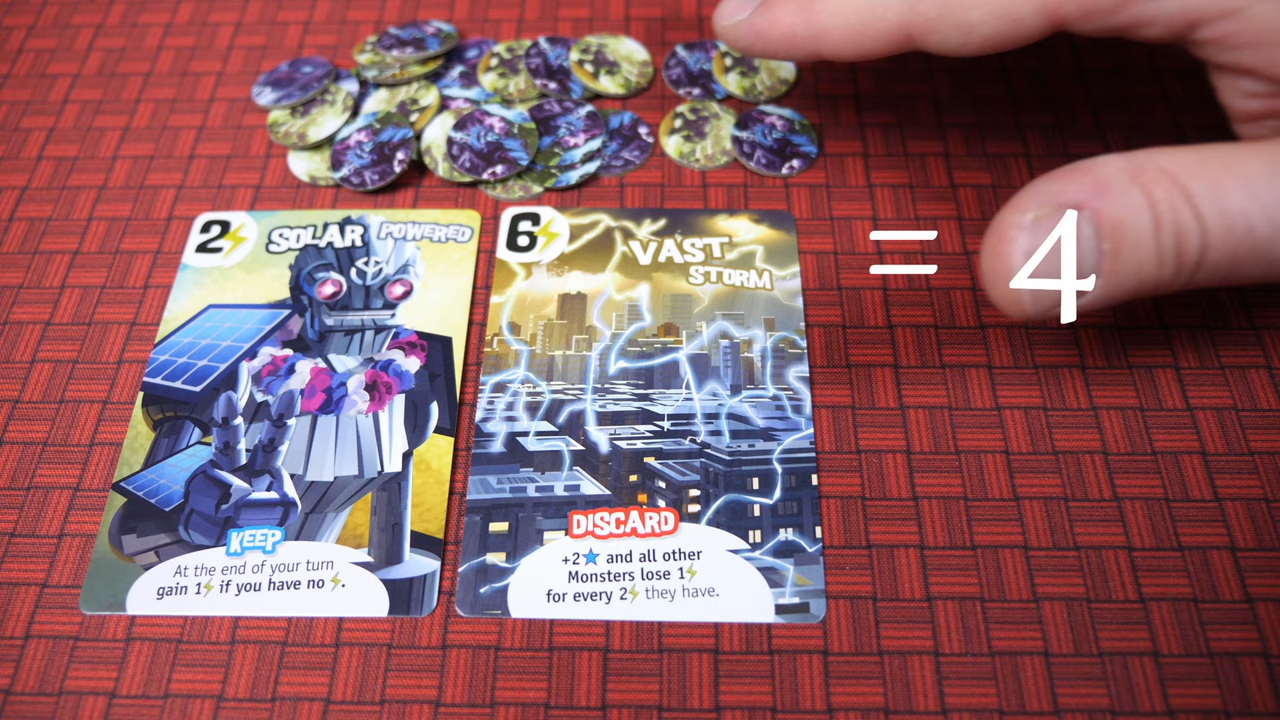 2⚡ SOLAR POWERED
KEEP
At the end of your turn
gain 1⚡ if you have no ⚡.
6⚡ VAST
STORM
DISCARD
+2★ and all other
Monsters lose 1⚡
for every 2⚡ they have.
= 4